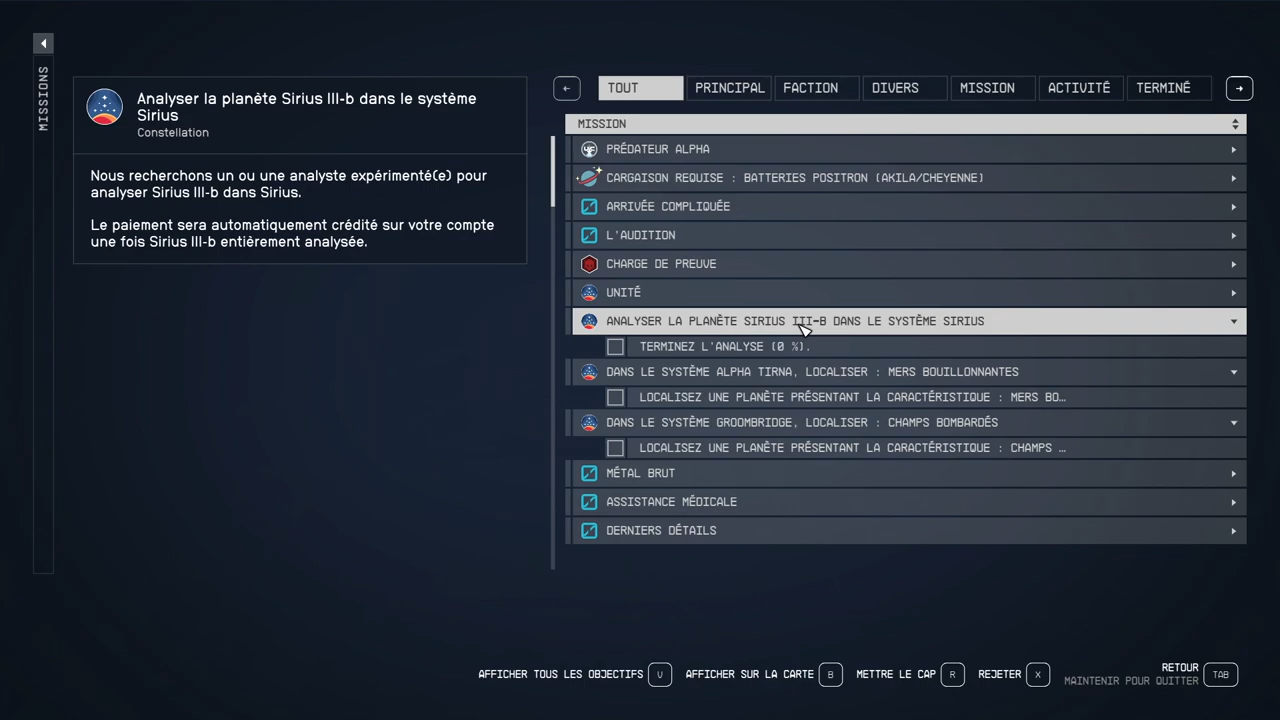 MISSIONS
Analyser la planète Sirius III-b dans le système
Sirius
Constellation
Nous recherchons un ou une analyste expérimenté(e) pour
analyser Sirius III-b dans Sirius.
Le paiement sera automatiquement crédité sur votre compte
une fois Sirius III-b entièrement analysée.
TOUT PRINCIPAL FACTION DIVERS MISSION ACTIVITÉ TERMINÉ
MISSION
PRÉDATEUR ALPHA
CARGAISON REQUISE : BATTERIES POSITRON (AKILA/CHEYENNE)
ARRIVÉE COMPLIQUÉE
L'AUDITION
CHARGE DE PREUVE
UNITÉ
ANALYSER LA PLANÈTE SIRIUS III-B DANS LE SYSTÈME SIRIUS
TERMINEZ L'ANALYSE (0 %).
DANS LE SYSTÈME ALPHA TIRNA, LOCALISER : MERS BOUILLONNANTES
LOCALISEZ UNE PLANÈTE PRÉSENTANT LA CARACTÉRISTIQUE : MERS BO…
DANS LE SYSTÈME GROOMBRIDGE, LOCALISER : CHAMPS BOMBARDÉS
LOCALISEZ UNE PLANÈTE PRÉSENTANT LA CARACTÉRISTIQUE : CHAMPS …
MÉTAL BRUT
ASSISTANCE MÉDICALE
DERNIERS DÉTAILS
AFFICHER TOUS LES OBJECTIFS V AFFICHER SUR LA CARTE B METTRE LE CAP R REJETER X RETOUR TAB
MAINTENIR POUR QUITTER